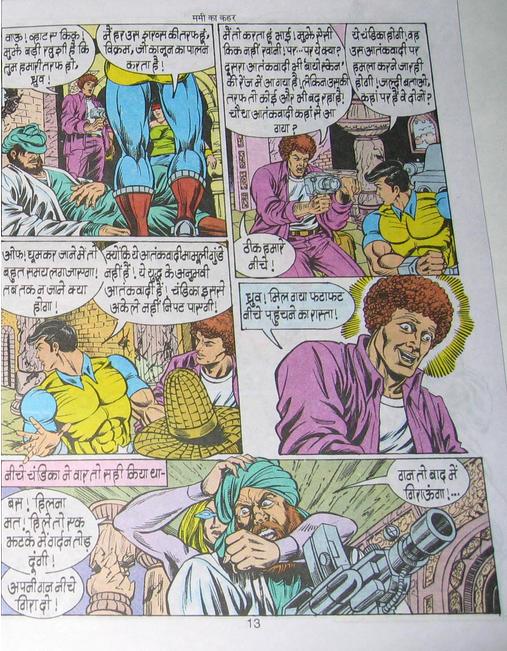 ममी का कहर
वाऊ! व्हाट स किक!
मुझे बड़ी खुशी है कि
तुम हमारी तरफ हो,
ध्रुव!
मैं हर उस शख्स की तरफ हूं,
विक्रम, जो कानून का पालन
करता है!
मैं तो करता हूं भाई! मुझे ऐसी
किक नहीं खानी! पर--पर ये क्या?
दूसरा आतंकवादी भी 'बायोस्कैन'
की रेंज में आ गया है! लेकिन उसकी
तरफ तो कोई और भी बढ़ रहा है!
चौथा आतंकवादी कहां से आ
गया?
ये चंडिका होगी! वह
उस आतंकवादी पर
हमला करने जा रही
होगी! जल्दी बताओ,
कहां पर हैं वे दोनों?
ठीक हमारे
नीचे!
ओफ! घूमकर जाने में तो
बहुत समय लग जाएगा!
तब तक न जाने क्या
होगा!
क्योंकि ये आतंकवादी मामूली गुंडे
नहीं हैं! ये युद्ध के अनुभवी
आतंकवादी हैं! चंडिका इनसे
अकेले नहीं निपट पाएगी!
ध्रुव! मिल गया फटाफट
नीचे पहुंचने का रास्ता!
नीचे चंडिका ने वार तो सही किया था-
बस! हिलना
मत! हिले तो एक
झटके में गर्दन तोड़
दूंगी!
अपनी गन नीचे
गिरा दो!
गन तो बाद में
गिराऊंगा!...
13